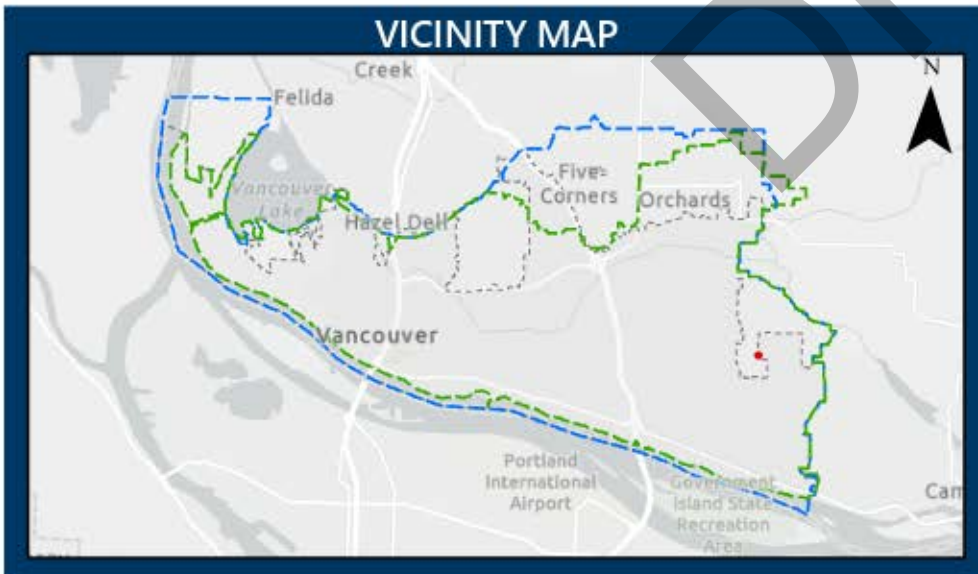 VICINITY MAP
Creek
N
Felida
Vancouver
Lake
Five
Corners
Orchards
Hazel Dell
Vancouver
Portland
International
Airport
Government
Island State
Recreation
Area